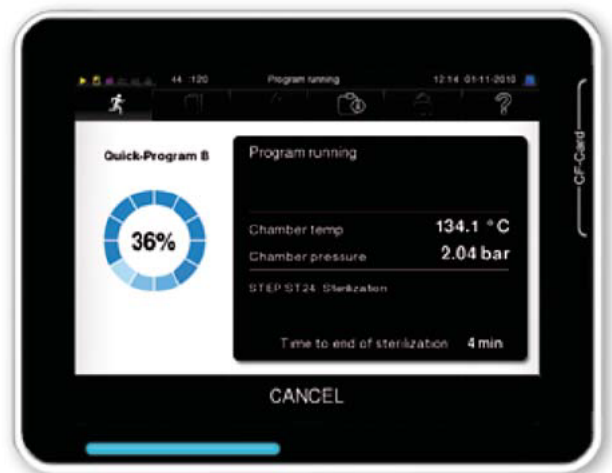 44 :120 Program running 12:14 01-11-2010
Quick-Program B
36%
Program running
Chamber temp 134.1 °C
Chamber pressure 2.04 bar
STEP ST24 Sterilization
Time to end of sterilization 4 min
CANCEL
CF-Card